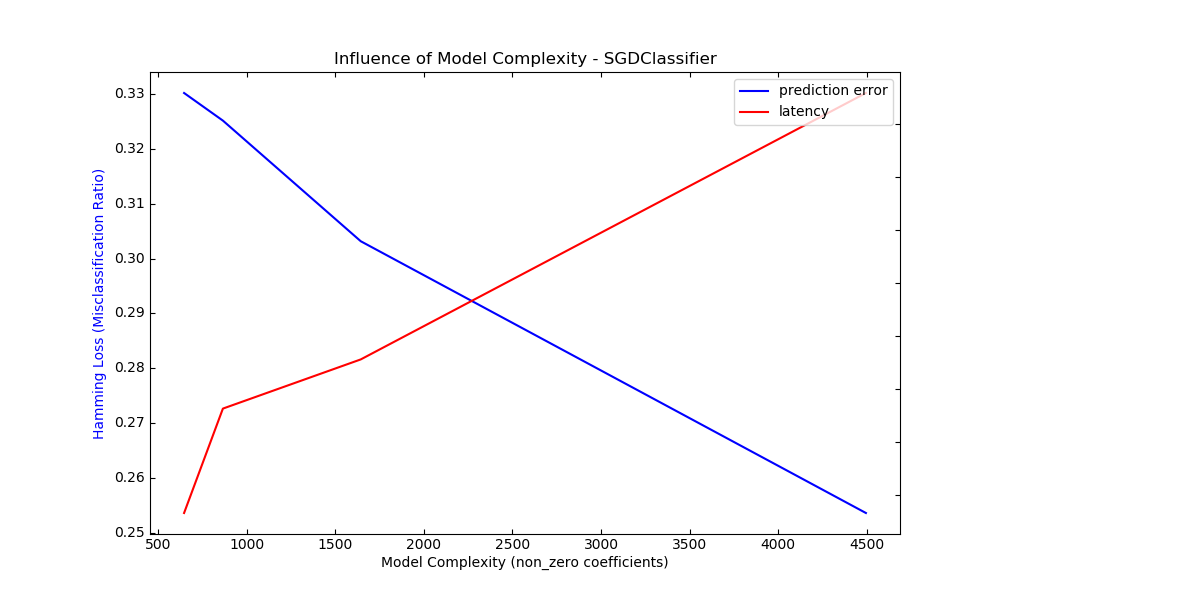 Influence of Model Complexity - SGDClassifier
prediction error
latency
Hamming Loss (Misclassification Ratio)
0.33
0.32
0.31
0.30
0.29
0.28
0.27
0.26
0.25
500 1000 1500 2000 2500 3000 3500 4000 4500
Model Complexity (non_zero coefficients)